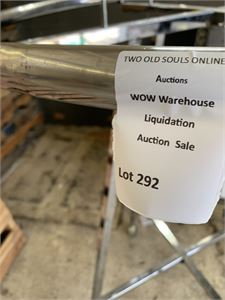 TWO OLD SOULS ONLINE
Auctions
WOW Warehouse
Liquidation
Auction Sale
Lot 292